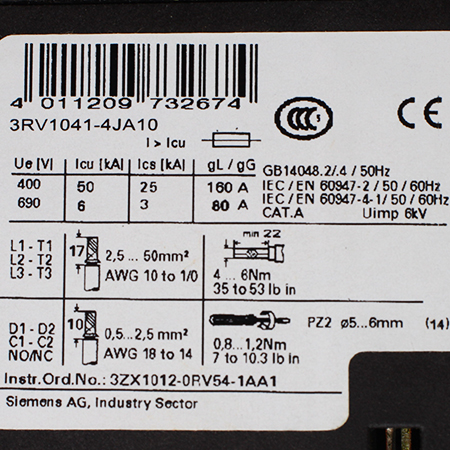 4 011209 732674
3RV1041-4JA10
I > Icu
CCC S
CE
Ue [V] Icu [kA] Ics [kA] gL / gG
400 50 25 160 A
690 6 3 80 A
GB14048.2/.4 / 50Hz
IEC / EN 60947-2 / 50 / 60Hz
IEC / EN 60947-4-1 / 50 / 60Hz
CAT.A Uimp 6kV
L1 - T1
L2 - T2
L3 - T3
17
2,5 ... 50mm²
AWG 10 to 1/0
min 22
4 ... 6Nm
35 to 53 lb in
D1 - D2
C1 - C2
NO/NC
10
0,5 ... 2,5 mm²
AWG 18 to 14
PZ2 ø5...6mm (14)
0,8 ... 1,2Nm
7 to 10.3 lb in
Instr.Ord.No.: 3ZX1012-0RV54-1AA1
Siemens AG, Industry Sector